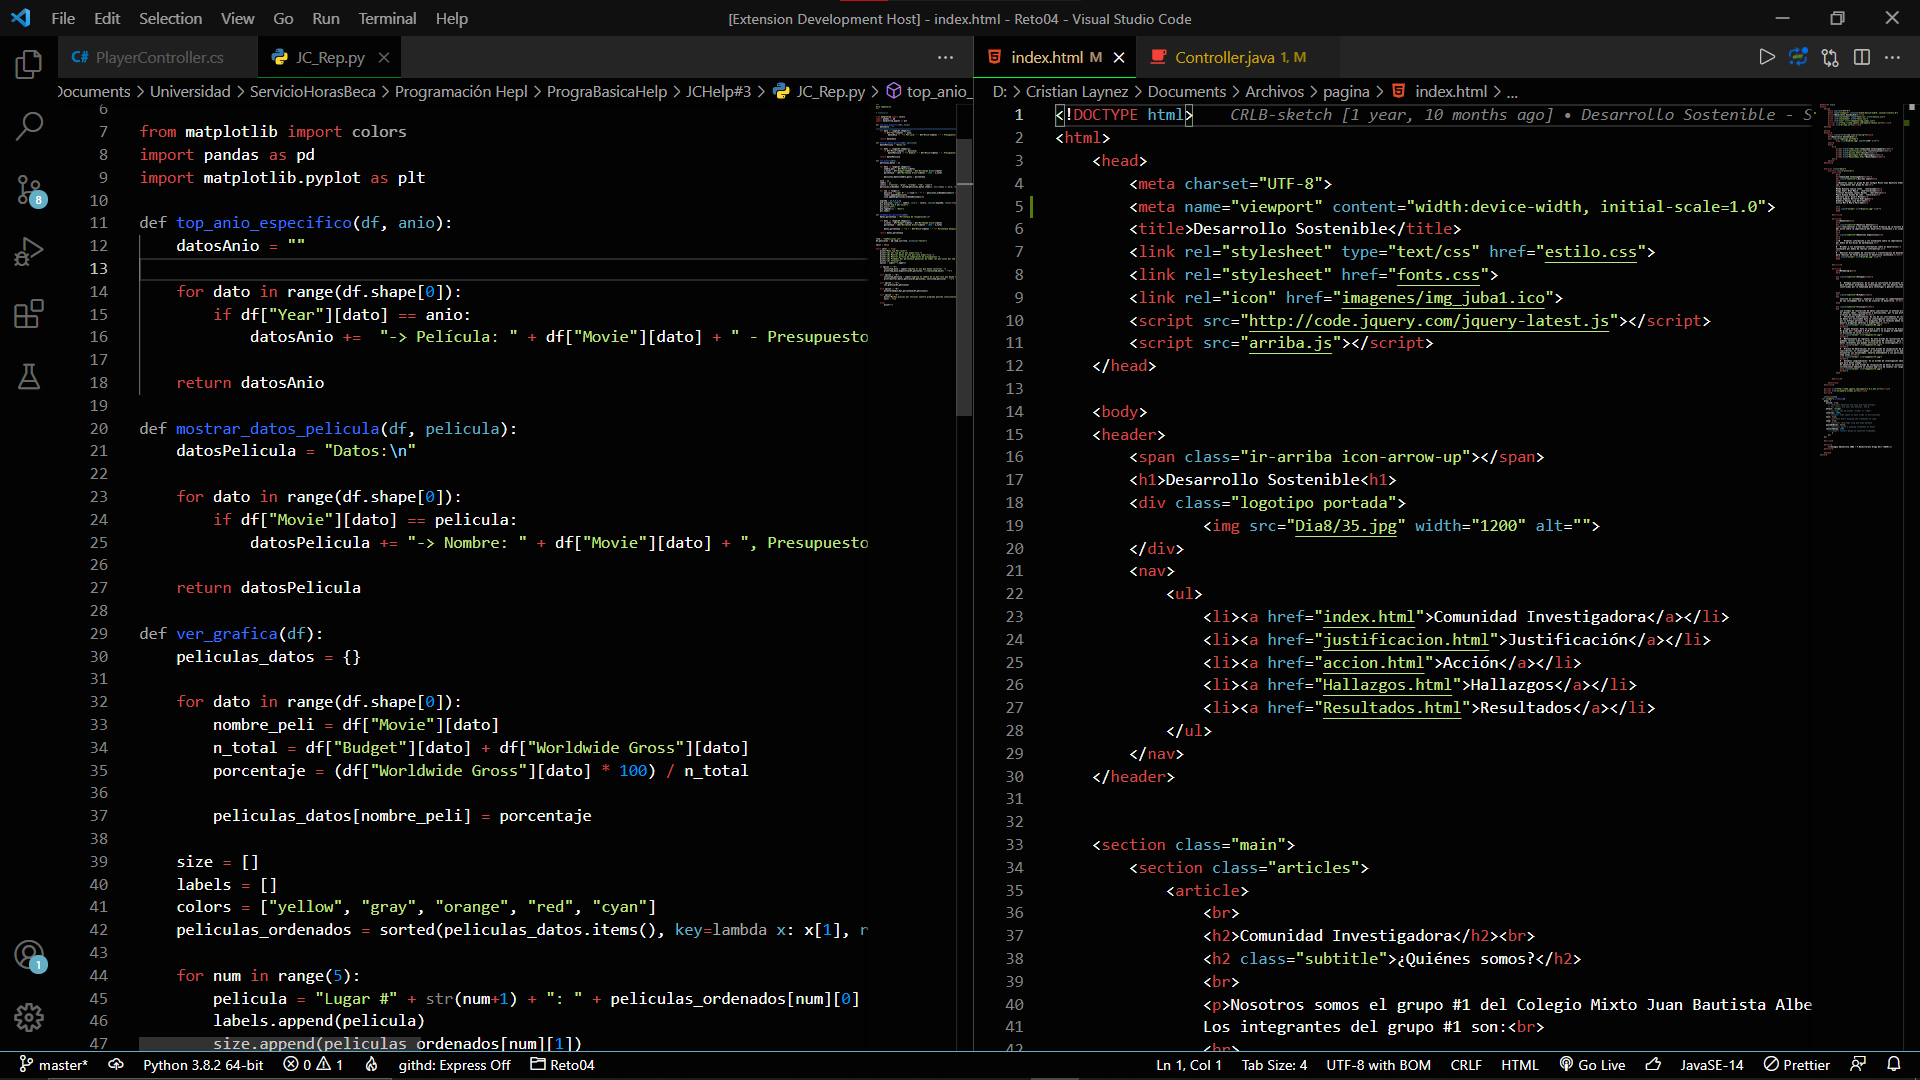 File Edit Selection View Go Run Terminal Help
[Extension Development Host] - index.html - Reto04 - Visual Studio Code
C# PlayerController.cs
JC_Rep.py
Documents > Universidad > ServicioHorasBeca > Programación Hepl > PrograBasicaHelp > JCHelp#3 > JC_Rep.py > top_anio_
6
7 from matplotlib import colors
8 import pandas as pd
9 import matplotlib.pyplot as plt
10
11 def top_anio_especifico(df, anio):
12 datosAnio = ""
13
14 for dato in range(df.shape[0]):
15 if df["Year"][dato] == anio:
16 datosAnio += "-> Película: " + df["Movie"][dato] + " - Presupuesto
17
18 return datosAnio
19
20 def mostrar_datos_pelicula(df, pelicula):
21 datosPelicula = "Datos:\n"
22
23 for dato in range(df.shape[0]):
24 if df["Movie"][dato] == pelicula:
25 datosPelicula += "-> Nombre: " + df["Movie"][dato] + ", Presupuesto
26
27 return datosPelicula
28
29 def ver_grafica(df):
30 peliculas_datos = {}
31
32 for dato in range(df.shape[0]):
33 nombre_peli = df["Movie"][dato]
34 n_total = df["Budget"][dato] + df["Worldwide Gross"][dato]
35 porcentaje = (df["Worldwide Gross"][dato] * 100) / n_total
36
37 peliculas_datos[nombre_peli] = porcentaje
38
39 size = []
40 labels = []
41 colors = ["yellow", "gray", "orange", "red", "cyan"]
42 peliculas_ordenados = sorted(peliculas_datos.items(), key=lambda x: x[1], r
43
44 for num in range(5):
45 pelicula = "Lugar #" + str(num+1) + ": " + peliculas_ordenados[num][0]
46 labels.append(pelicula)
47 size.append(peliculas_ordenados[num][1])
index.html M
Controller.java 1, M
D: > Cristian Laynez > Documents > Archivos > pagina > index.html > ...
1 <!DOCTYPE html> CRLB-sketch [1 year, 10 months ago] • Desarrollo Sostenible - S
2 <html>
3 <head>
4 <meta charset="UTF-8">
5 <meta name="viewport" content="width:device-width, initial-scale=1.0">
6 <title>Desarrollo Sostenible</title>
7 <link rel="stylesheet" type="text/css" href="estilo.css">
8 <link rel="stylesheet" href="fonts.css">
9 <link rel="icon" href="imagenes/img_juba1.ico">
10 <script src="http://code.jquery.com/jquery-latest.js"></script>
11 <script src="arriba.js"></script>
12 </head>
13
14 <body>
15 <header>
16 <span class="ir-arriba icon-arrow-up"></span>
17 <h1>Desarrollo Sostenible<h1>
18 <div class="logotipo portada">
19 <img src="Dia8/35.jpg" width="1200" alt="">
20 </div>
21 <nav>
22 <ul>
23 <li><a href="index.html">Comunidad Investigadora</a></li>
24 <li><a href="justificacion.html">Justificación</a></li>
25 <li><a href="accion.html">Acción</a></li>
26 <li><a href="Hallazgos.html">Hallazgos</a></li>
27 <li><a href="Resultados.html">Resultados</a></li>
28 </ul>
29 </nav>
30 </header>
31
32
33 <section class="main">
34 <section class="articles">
35 <article>
36 <br>
37 <h2>Comunidad Investigadora</h2><br>
38 <h2 class="subtitle">¿Quiénes somos?</h2>
39 <br>
40 <p>Nosotros somos el grupo #1 del Colegio Mixto Juan Bautista Albe
41 Los integrantes del grupo #1 son:<br>
42 <br>
8
1
master* Python 3.8.2 64-bit 0 1 githd: Express Off Reto04 Ln 1, Col 1 Tab Size: 4 UTF-8 with BOM CRLF HTML Go Live JavaSE-14 Prettier